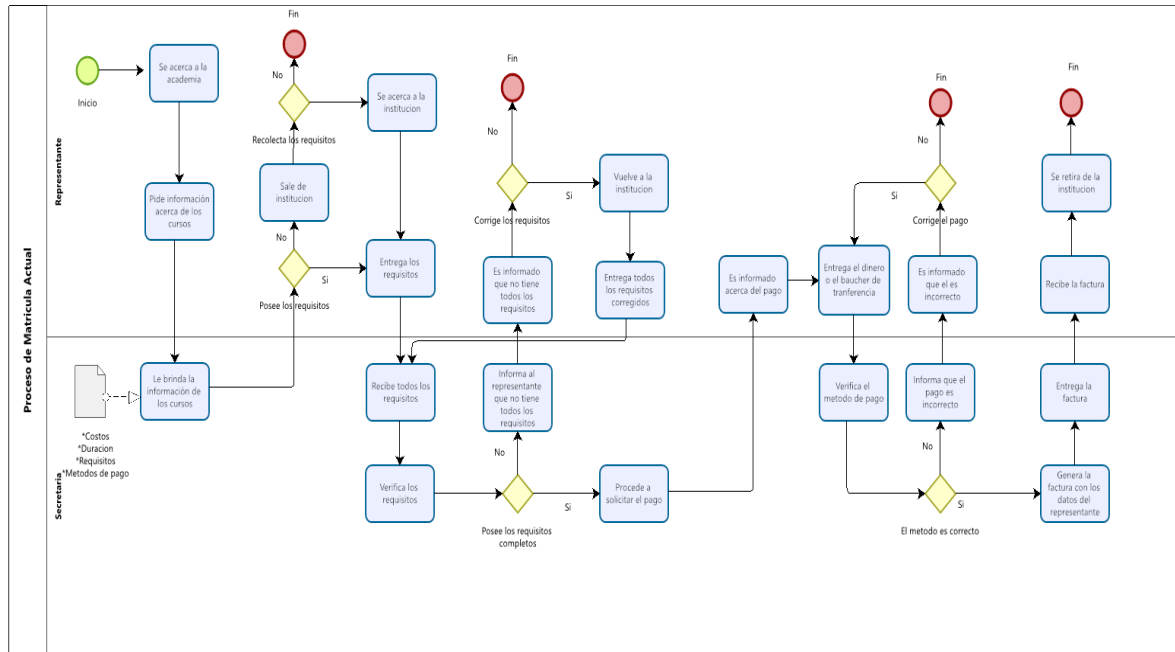 Proceso de Matricula Actual
Representante
Secretaria
Inicio
Se acerca a la
academia
Pide información
acerca de los
cursos
Le brinda la
información de
los cursos
*Costos
*Duracion
*Requisitos
*Metodos de pago
Posee los requisitos
No
Si
Sale de
institucion
Recolecta los requisitos
No
Fin
Se acerca a la
institucion
Entrega los
requisitos
Recibe todos los
requisitos
Verifica los
requisitos
Posee los requisitos
completos
No
Si
Informa al
representante
que no tiene
todos los
requisitos
Es informado
que no tiene
todos los
requisitos
Corrige los requisitos
No
Si
Fin
Vuelve a la
institucion
Entrega todos
los requisitos
corregidos
Procede a
solicitar el pago
Es informado
acerca del pago
Entrega el dinero
o el baucher de
tranferencia
Verifica el
metodo de pago
El metodo es correcto
No
Si
Informa que el
pago es
incorrecto
Es informado
que el es
incorrecto
Corrige el pago
Si
No
Fin
Genera la
factura con los
datos del
representante
Entrega la
factura
Recibe la factura
Se retira de la
institucion
Fin